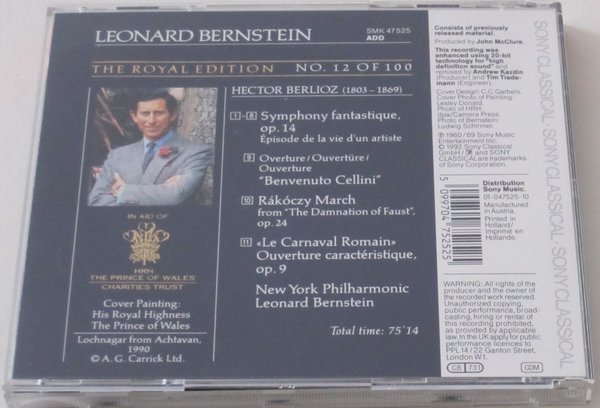 LEONARD BERNSTEIN
SMK 47525
ADD
THE ROYAL EDITION NO. 12 OF 100
HECTOR BERLIOZ (1803 – 1869)
1 - 8 Symphony fantastique,
op. 14
Épisode de la vie d'un artiste
9 Overture / Ouvertüre /
Ouverture
"Benvenuto Cellini"
10 Rákóczy March
from "The Damnation of Faust",
op. 24
11 «Le Carnaval Romain»
Ouverture caractéristique,
op. 9
New York Philharmonic
Leonard Bernstein
Total time: 75'14
IN AID OF
HRH
THE PRINCE OF WALES
CHARITIES TRUST
Cover Painting:
His Royal Highness
The Prince of Wales
Lochnagar from Achtavan,
1990
© A. G. Carrick Ltd.
Consists of previously
released material.
Produced by John McClure.
This recording was
enhanced using 20-bit
technology for "high
definition sound" and
remixed by Andrew Kazdin
(Producer) and Tim Tiede-
mann (Engineer).
Cover Design: C.C.Garbers.
Cover Photo of Painting:
Lesley Donald.
Photo of HRH:
dpa/Camera Press.
Photo of Bernstein:
Ludwig Schirmer.
℗ 1960/69 Sony Music
Entertainment Inc.
© 1992 Sony Classical
GmbH / and SONY
CLASSICAL are trademarks
of Sony Corporation.
5 099704 752525
Distribution
Sony Music.
01-047525-10
Manufactured
in Austria.
Printed in
Holland /
Imprimé en
Hollande.
WARNING: All rights of the
producer and the owner of
the recorded work reserved.
Unauthorized copying,
public performance, broad-
casting, hiring or rental of
this recording prohibited,
as provided by applicable
law. In the UK apply for
public performance
licences to
PPL 14 / 22 Ganton Street,
London W1.
CB 731
CDM
SONY CLASSICAL SONY CLASSICAL SONY CLASSICAL SONY CLASSICAL